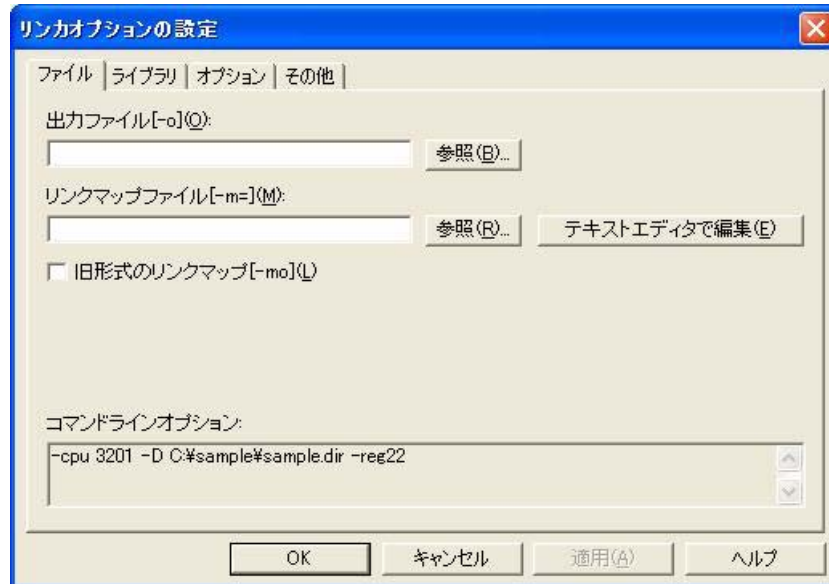 リンカオプションの設定
ファイル ライブラリ オプション その他
出力ファイル[-o](O):
参照(B)...
リンクマップファイル[-m=](M):
参照(R)... テキストエディタで編集(E)
旧形式のリンクマップ[-mo](L)
コマンドラインオプション:
-cpu 3201 -D C:¥sample¥sample.dir -reg22
OK キャンセル 適用(A) ヘルプ